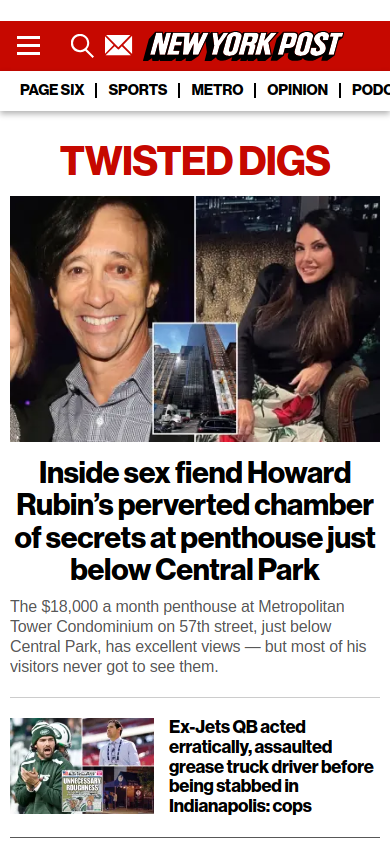 NEW YORK POST
PAGE SIX | SPORTS | METRO | OPINION | PODC
TWISTED DIGS
Inside sex fiend Howard
Rubin’s perverted chamber
of secrets at penthouse just
below Central Park
The $18,000 a month penthouse at Metropolitan
Tower Condominium on 57th street, just below
Central Park, has excellent views — but most of his
visitors never got to see them.
UNNECESSARY
ROUGHNESS
Ex-Jets QB acted
erratically, assaulted
grease truck driver before
being stabbed in
Indianapolis: cops